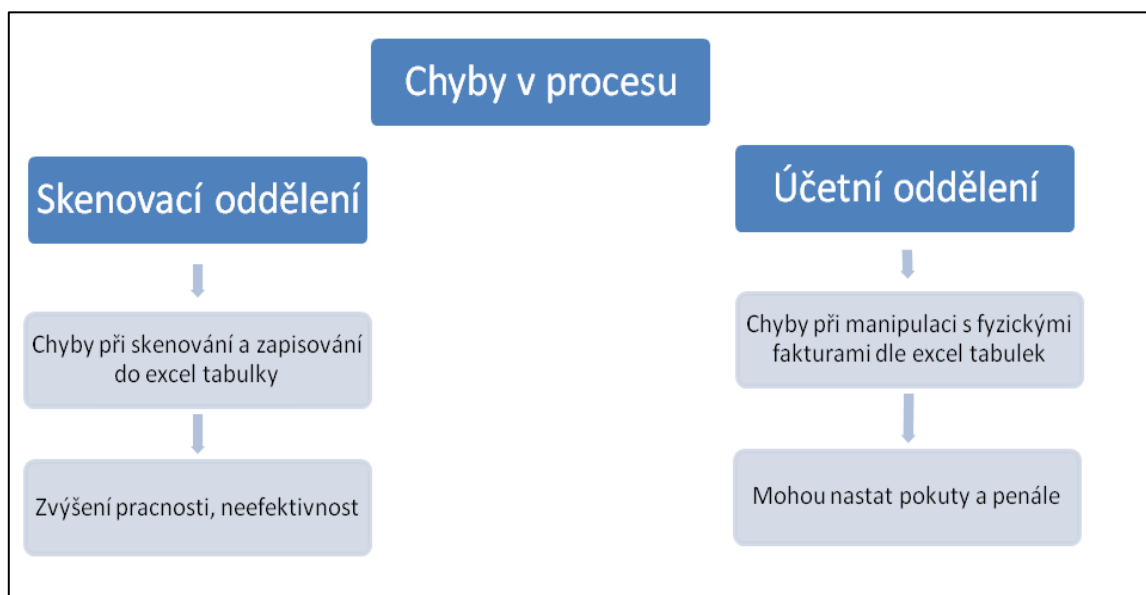 Chyby v procesu
Skenovací oddělení
Účetní oddělení
Chyby při skenování a zapisování
do excel tabulky
Chyby při manipulaci s fyzickými
fakturami dle excel tabulek
Zvýšení pracnosti, neefektivnost
Mohou nastat pokuty a penále